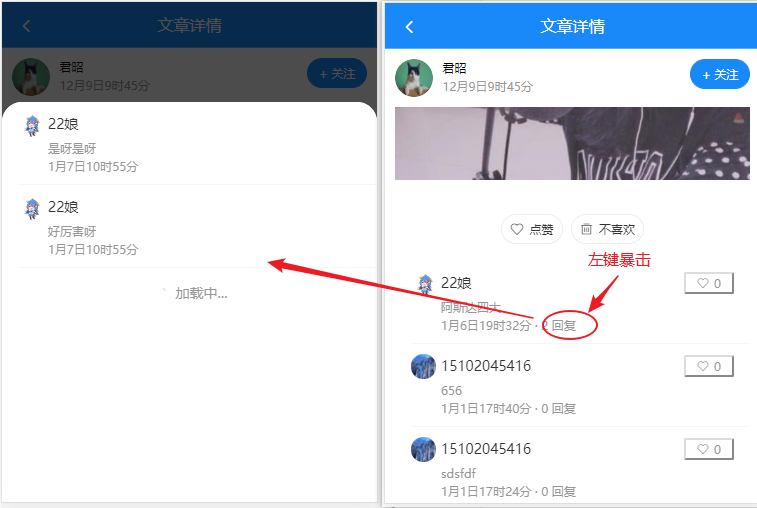 文章详情
君昭
12月9日9时45分
+ 关注
22娘
是呀是呀
1月7日10时55分
22娘
好厉害呀
1月7日10时55分
加载中...
文章详情
君昭
12月9日9时45分
+ 关注
点赞
不喜欢
左键暴击
22娘
0
阿斯达四大
1月6日19时32分 · 2 回复
15102045416
0
656
1月1日17时40分 · 0 回复
15102045416
0
sdsfdf
1月1日17时24分 · 0 回复